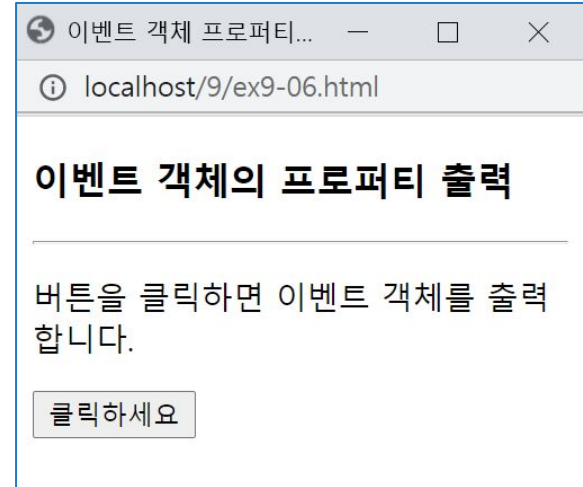 이벤트 객체 프로퍼티...
localhost/9/ex9-06.html
이벤트 객체의 프로퍼티 출력
버튼을 클릭하면 이벤트 객체를 출력
합니다.
클릭하세요